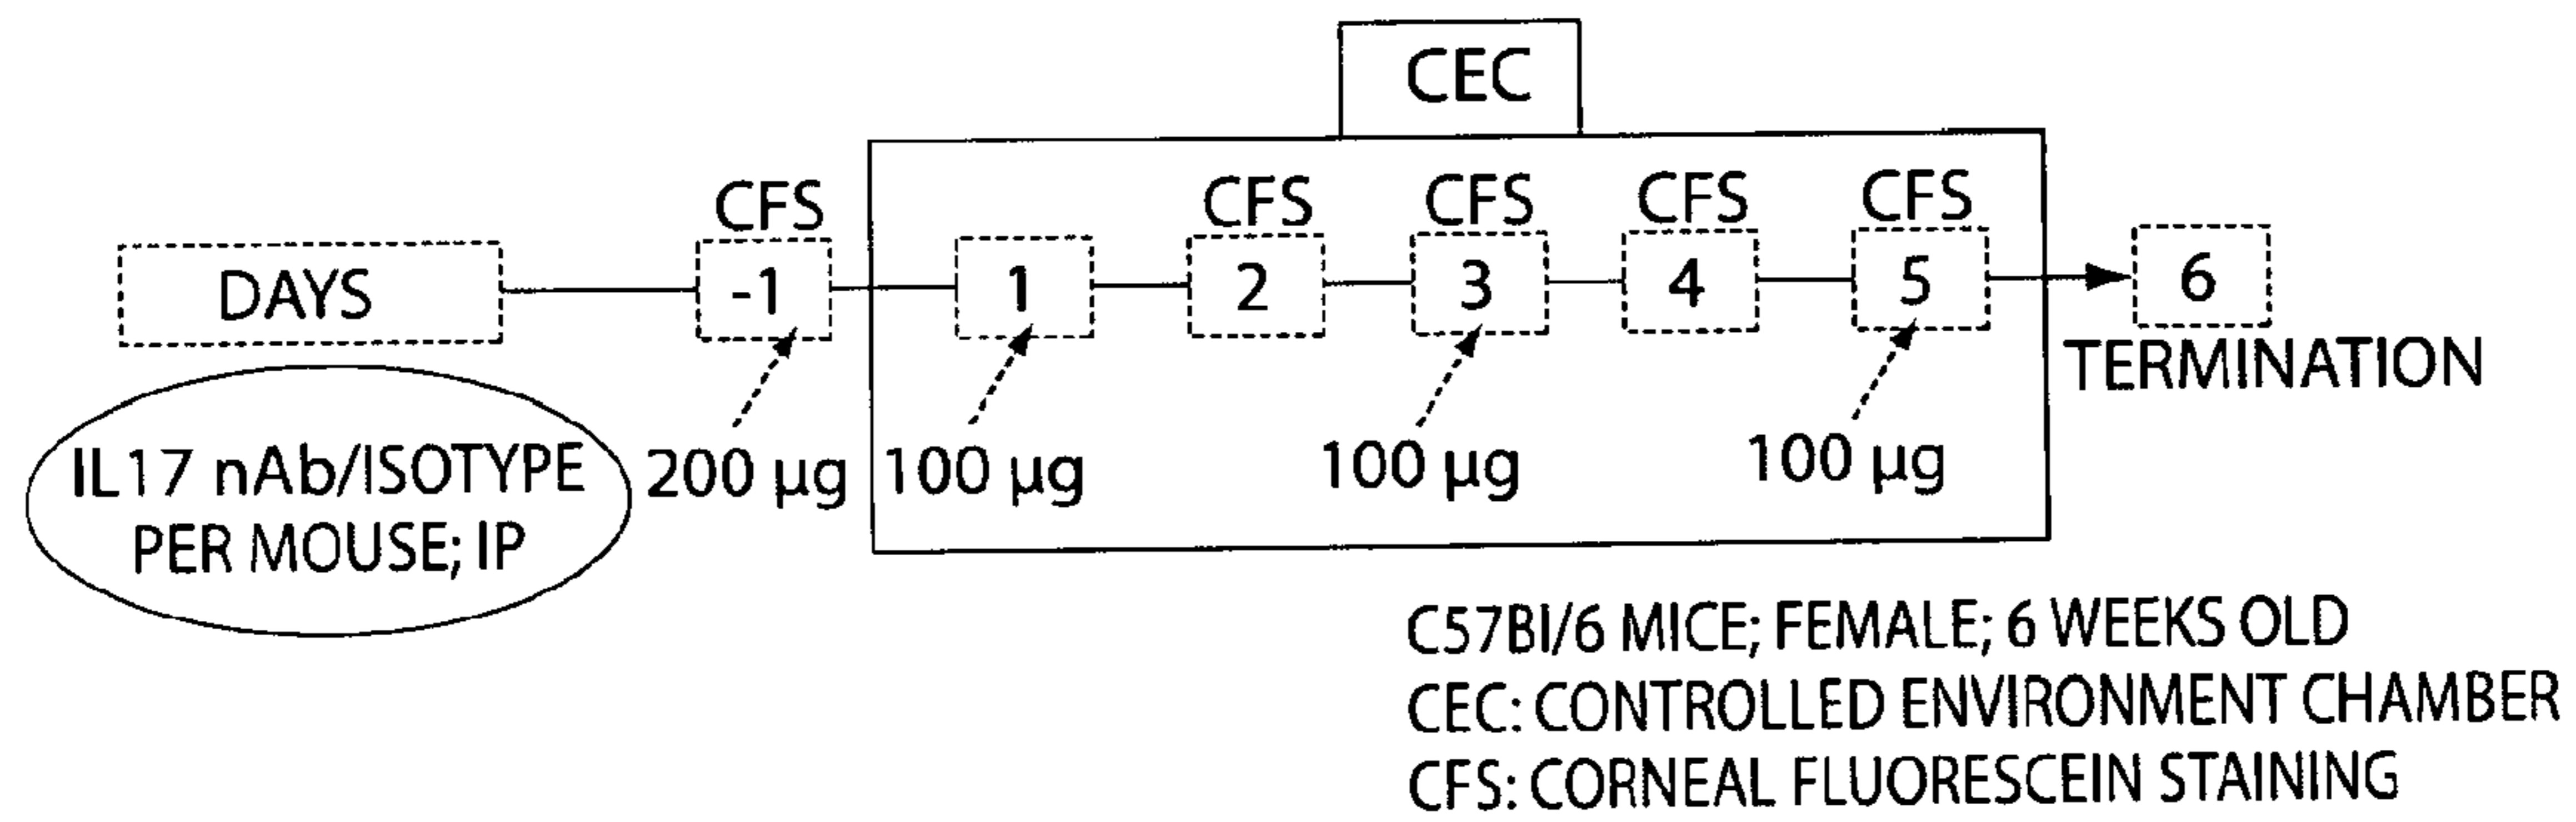 CEC
CFS CFS CFS CFS CFS
DAYS -1 1 2 3 4 5 6
TERMINATION
IL17 nAb/ISOTYPE
PER MOUSE; IP
200 µg 100 µg 100 µg 100 µg
C57BI/6 MICE; FEMALE; 6 WEEKS OLD
CEC: CONTROLLED ENVIRONMENT CHAMBER
CFS: CORNEAL FLUORESCEIN STAINING